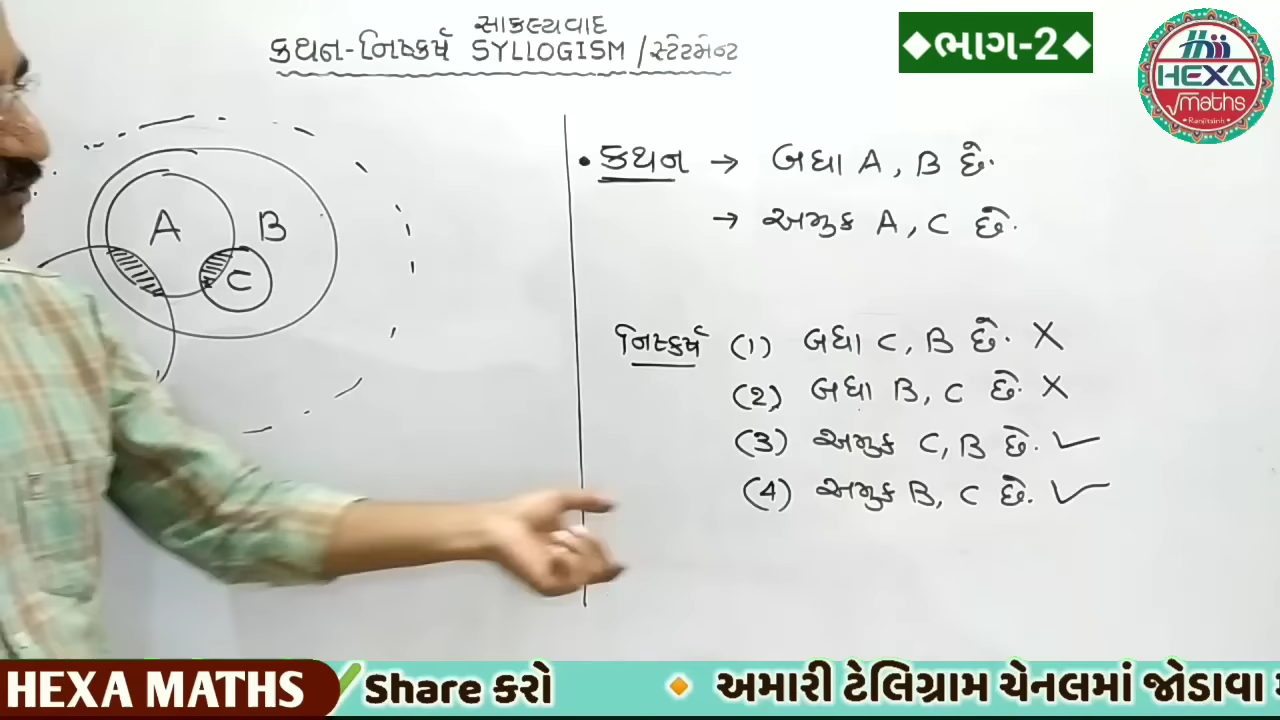 સાકલ્યવાદ
કથન-નિષ્કર્ષ SYLLOGISM /સ્ટેટમેન્ટ
◆ભાગ-2◆
HEXA
maths
Ranjitsinh
A B
C
• કથન → બધા A, B છે.
→ અમુક A, C છે.
નિષ્કર્ષ (1) બધા C, B છે. X
(2) બધા B, C છે. X
(3) અમુક C, B છે. ✓
(4) અમુક B, C છે. ✓
HEXA MATHS Share કરો 🔸 અમારી ટેલિગ્રામ ચેનલમાં જોડાવા